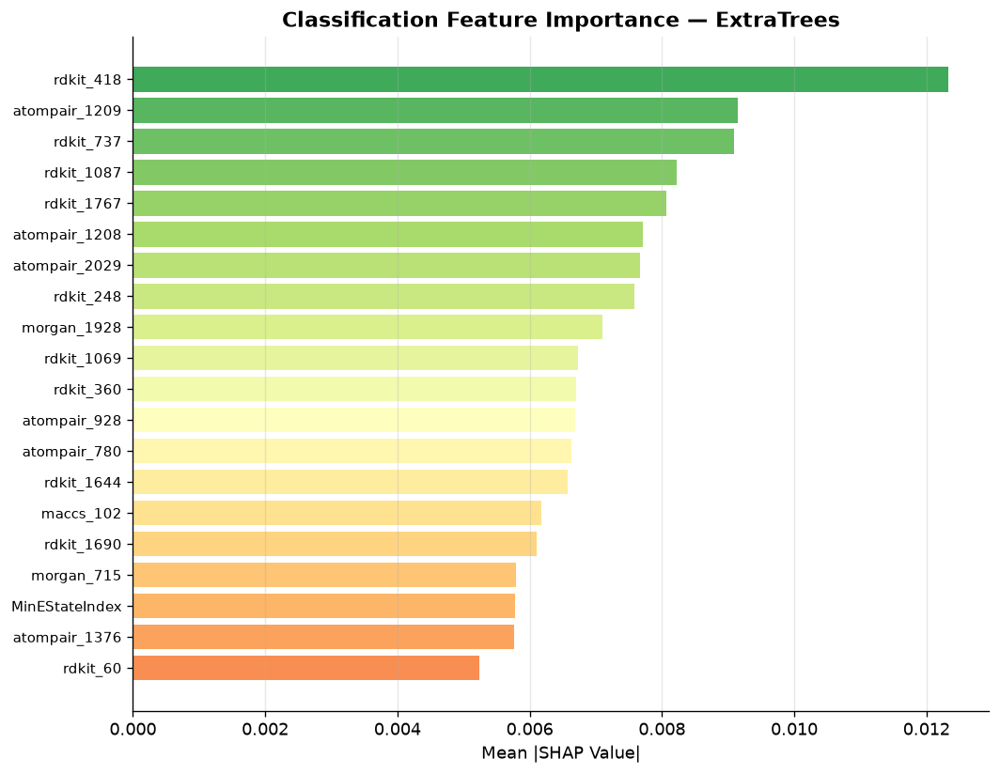 Classification Feature Importance — ExtraTrees
rdkit_418
atompair_1209
rdkit_737
rdkit_1087
rdkit_1767
atompair_1208
atompair_2029
rdkit_248
morgan_1928
rdkit_1069
rdkit_360
atompair_928
atompair_780
rdkit_1644
maccs_102
rdkit_1690
morgan_715
MinEStateIndex
atompair_1376
rdkit_60
0.000 0.002 0.004 0.006 0.008 0.010 0.012
Mean |SHAP Value|